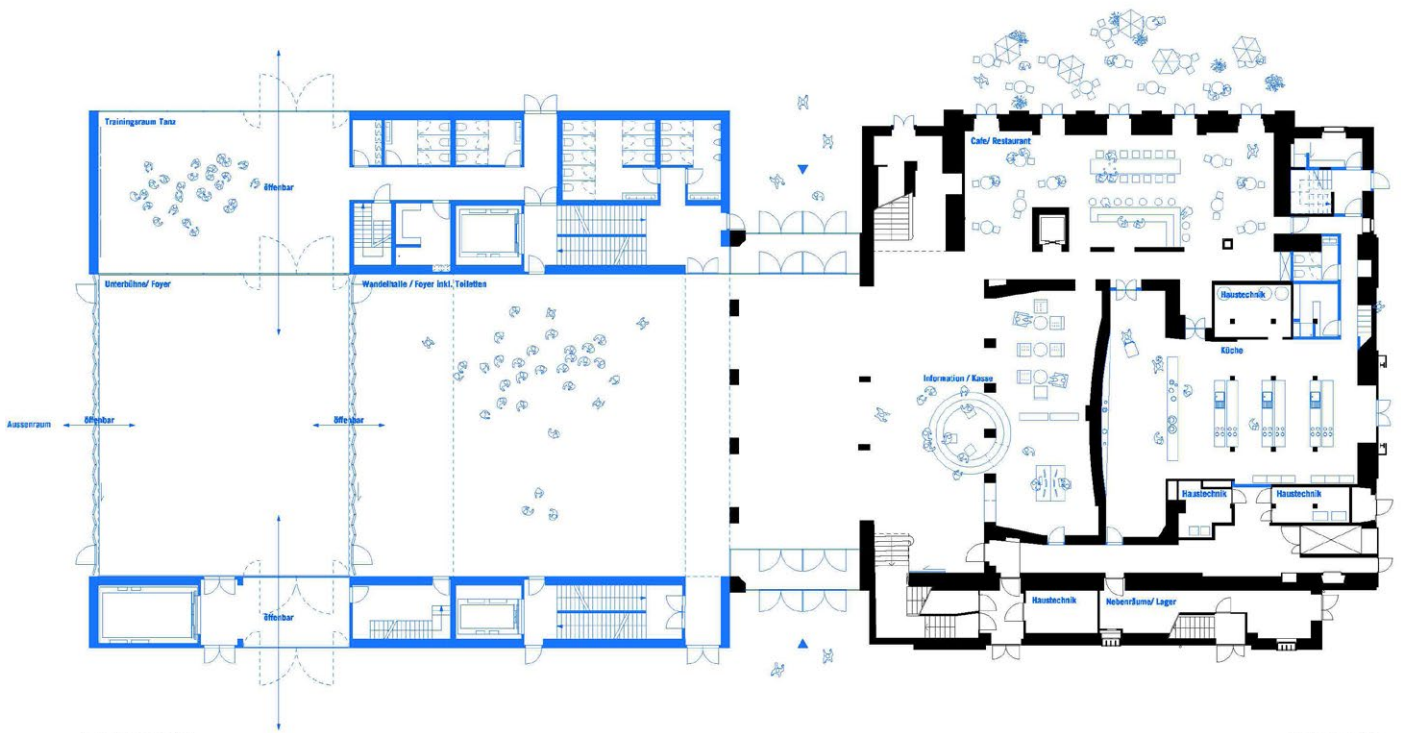 Trainingsraum Tanz
Cafe/ Restaurant
öffenbar
Unterbühne/ Foyer
Wandelhalle / Foyer inkl. Toiletten
Haustechnik
Küche
Information / Kasse
Aussenraum
öffenbar
öffenbar
Haustechnik
Haustechnik
Haustechnik
Nebenräume/ Lager
öffenbar